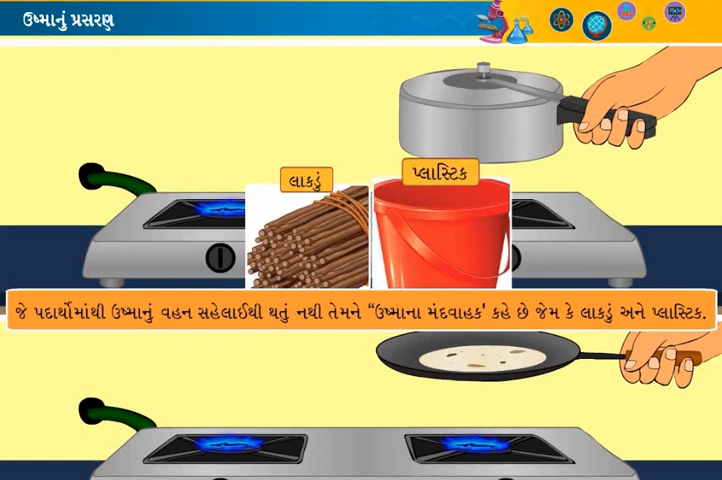 ઉષ્માનું પ્રસરણ
લાકડું
પ્લાસ્ટિક
જે પદાર્થોમાંથી ઉષ્માનું વહન સહેલાઈથી થતું નથી તેમને “ઉષ્માના મંદવાહક' કહે છે જેમ કે લાકડું અને પ્લાસ્ટિક.